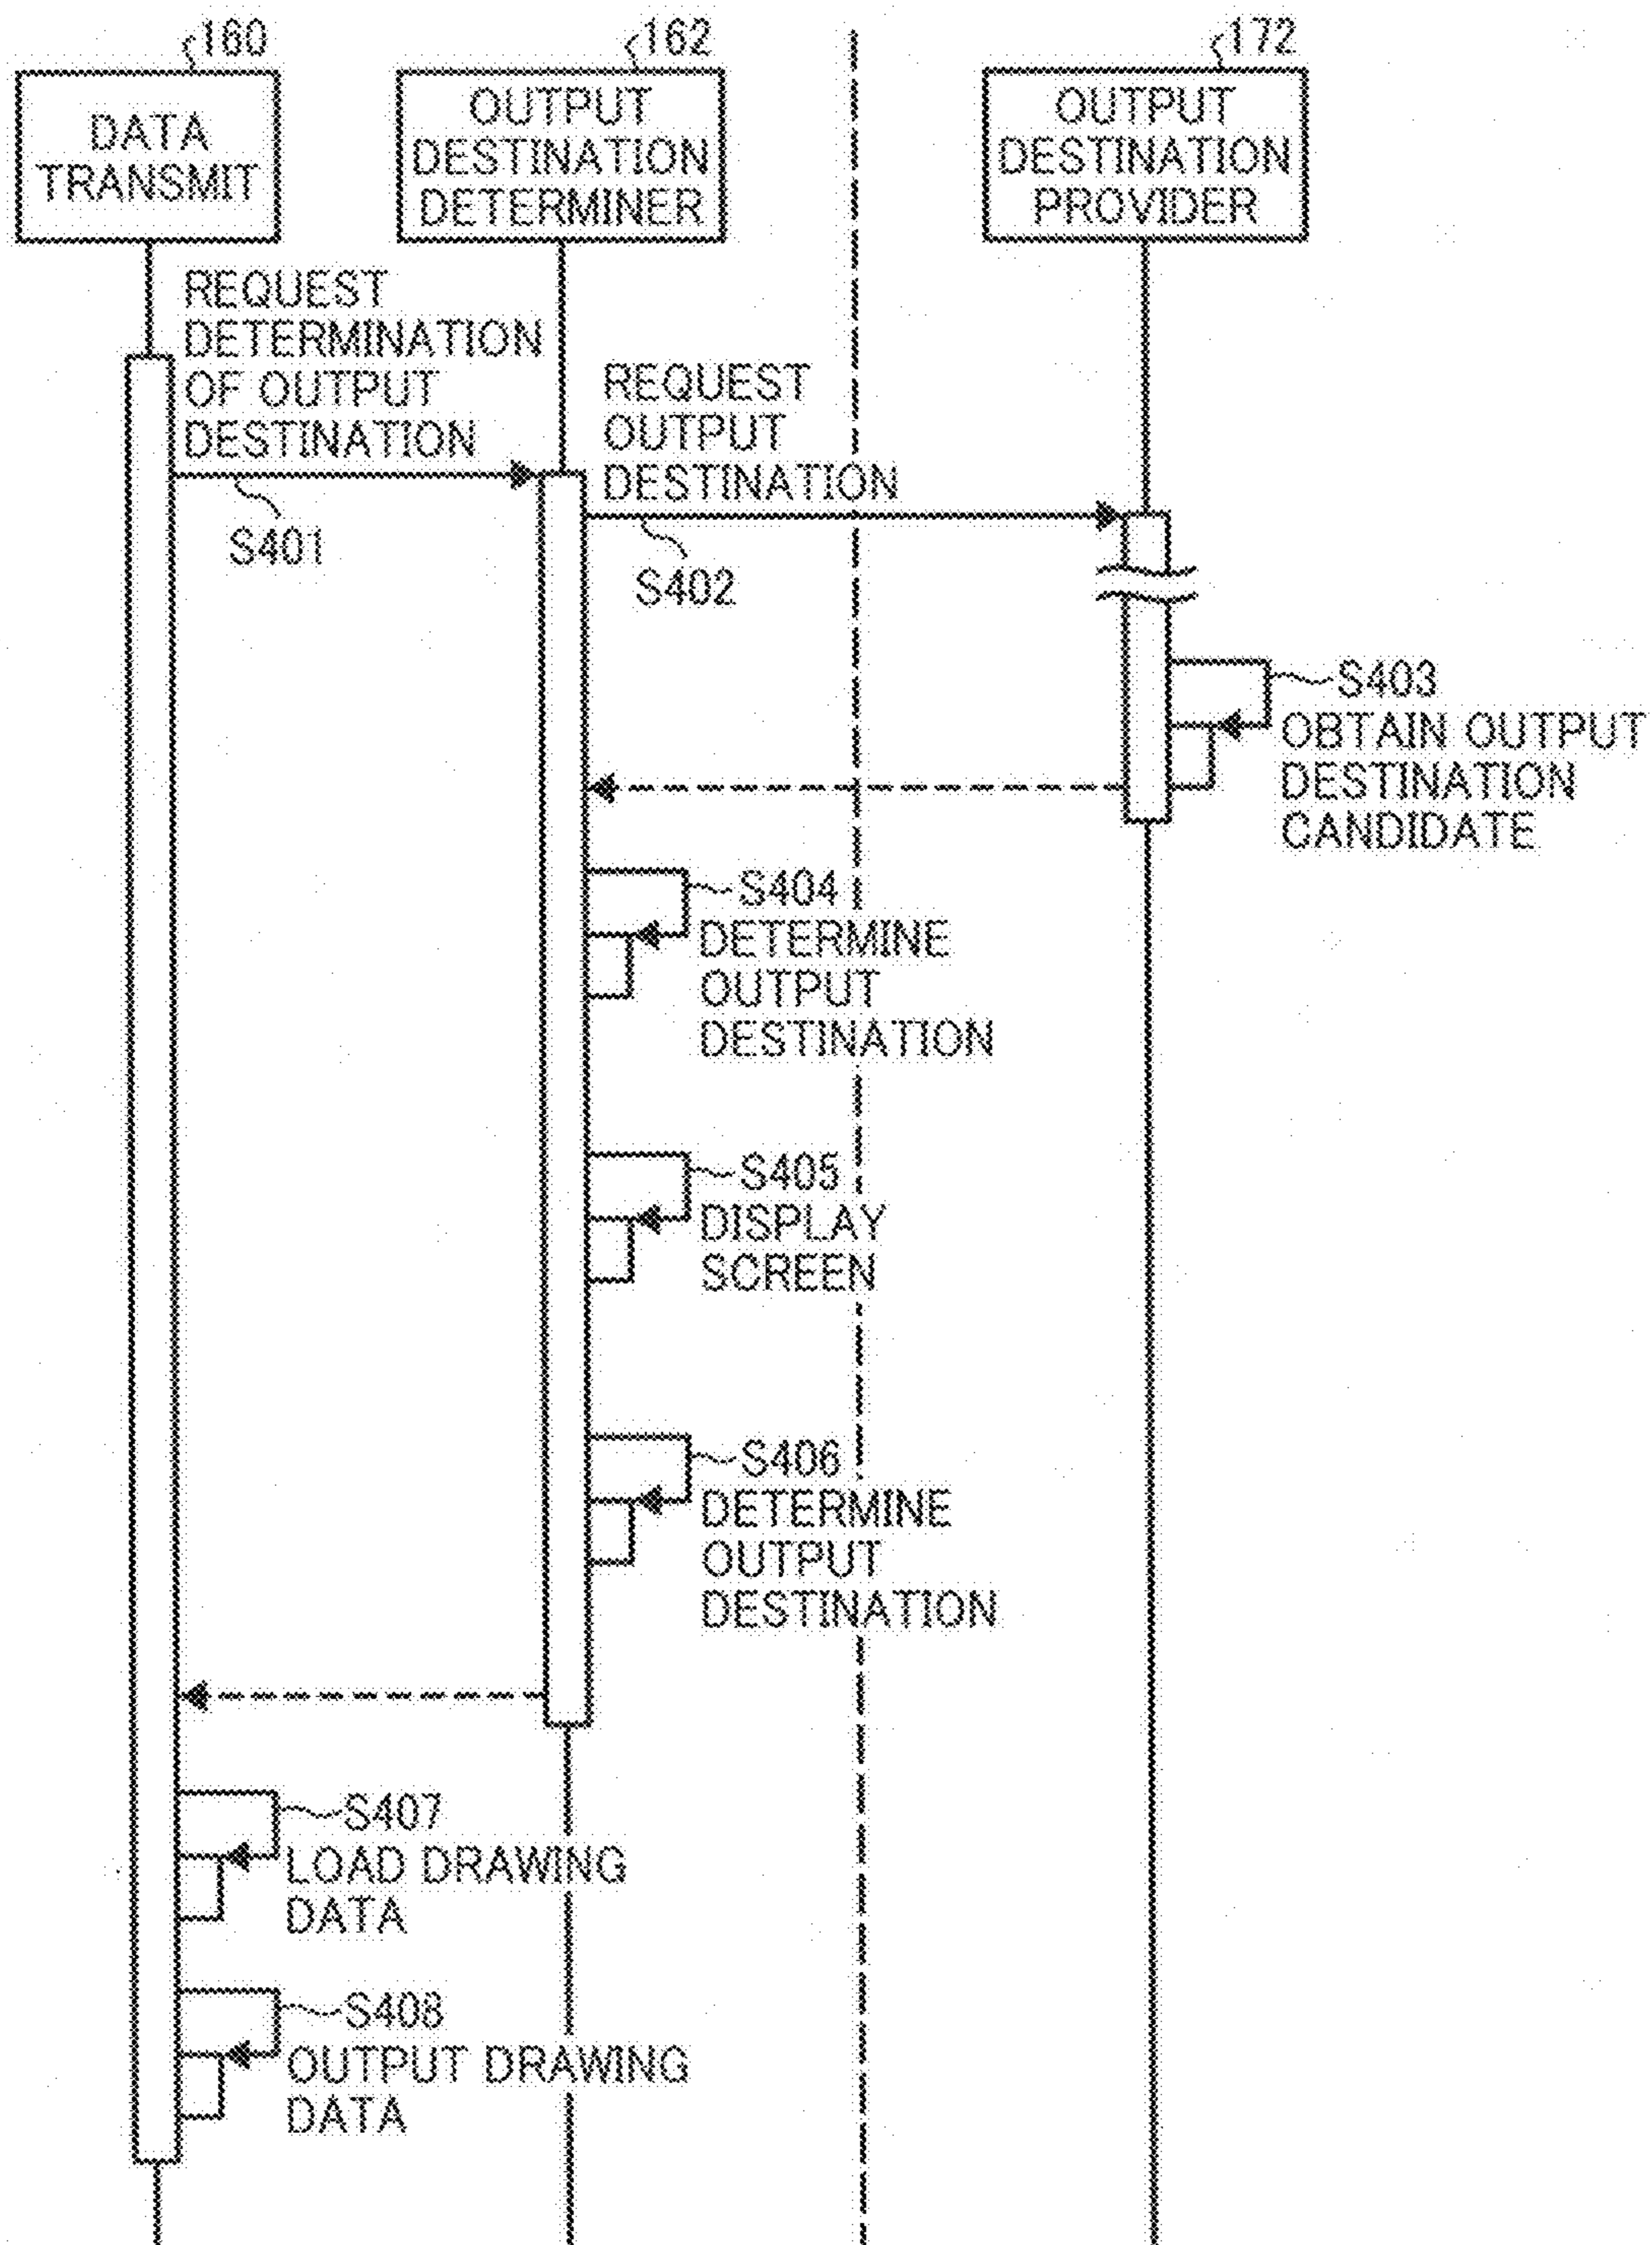 160
DATA
TRANSMIT
162
OUTPUT
DESTINATION
DETERMINER
172
OUTPUT
DESTINATION
PROVIDER
REQUEST
DETERMINATION
OF OUTPUT
DESTINATION
S401
REQUEST
OUTPUT
DESTINATION
S402
S403
OBTAIN OUTPUT
DESTINATION
CANDIDATE
S404
DETERMINE
OUTPUT
DESTINATION
S405
DISPLAY
SCREEN
S406
DETERMINE
OUTPUT
DESTINATION
S407
LOAD DRAWING
DATA
S408
OUTPUT DRAWING
DATA